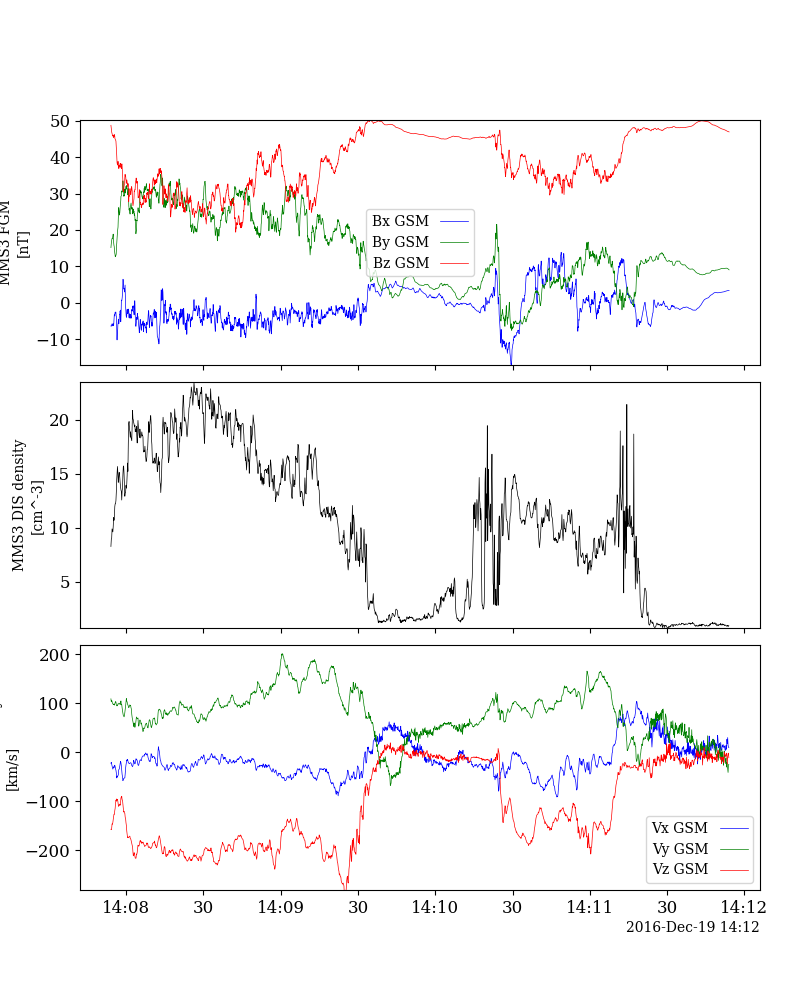 50
40
30
20
10
0
−10
MMS3 FGM
[nT]
Bx GSM
By GSM
Bz GSM
20
15
10
5
MMS3 DIS density
[cm^-3]
200
100
0
−100
−200
[km/s]
Vx GSM
Vy GSM
Vz GSM
14:08 30 14:09 30 14:10 30 14:11 30 14:12
2016-Dec-19 14:12